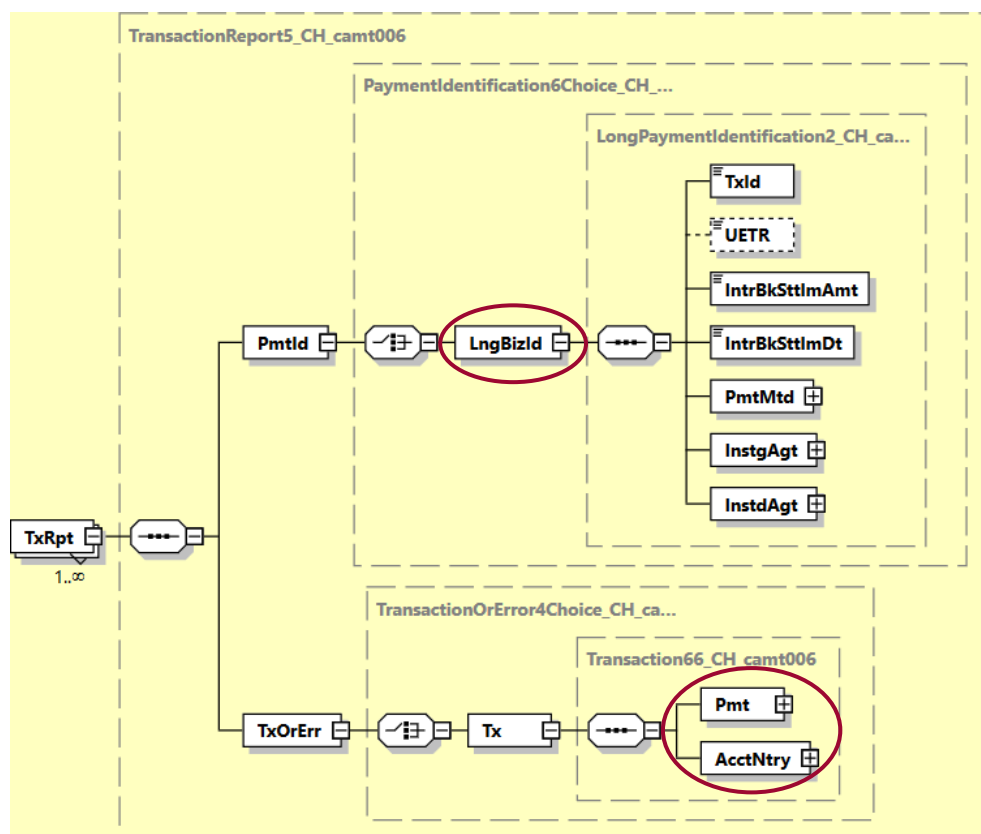 TransactionReport5_CH_camt006
PaymentIdentification6Choice_CH_...
LongPaymentIdentification2_CH_ca...
TxId
UETR
IntrBkSttlmAmt
PmtId
LngBizId
IntrBkSttlmDt
PmtMtd
InstgAgt
InstdAgt
TxRpt
1..∞
TransactionOrError4Choice_CH_ca...
Transaction66_CH_camt006
Pmt
TxOrErr
Tx
AcctNtry